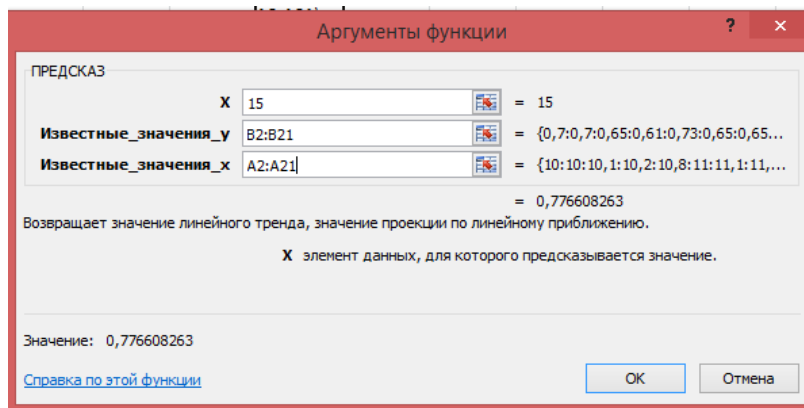 Аргументы функции ? ×
ПРЕДСКАЗ
X 15 = 15
Известные_значения_y B2:B21 = {0,7:0,7:0,65:0,61:0,73:0,65:0,65...
Известные_значения_x A2:A21 = {10:10:10,1:10,2:10,8:11:11,1:11,...
= 0,776608263
Возвращает значение линейного тренда, значение проекции по линейному приближению.
X элемент данных, для которого предсказывается значение.
Значение: 0,776608263
Справка по этой функции ОК Отмена